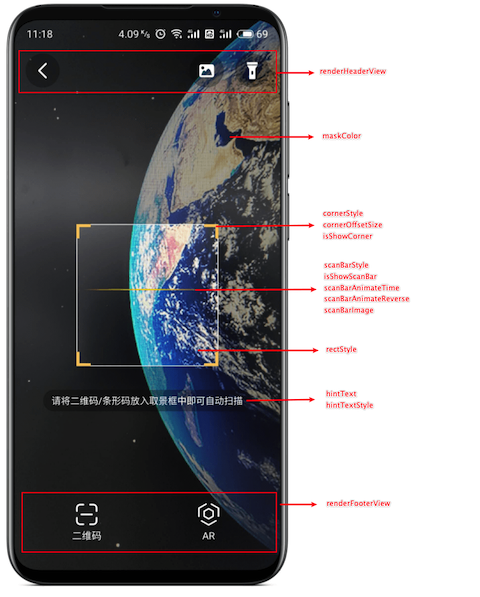 11:18
4.09 K/s
69
renderHeaderView
maskColor
cornerStyle
cornerOffsetSize
isShowCorner
scanBarStyle
isShowScanBar
scanBarAnimateTime
scanBarAnimateReverse
scanBarImage
rectStyle
请将二维码/条形码放入取景框中即可自动扫描
hintText
hintTextStyle
renderFooterView
二维码
AR